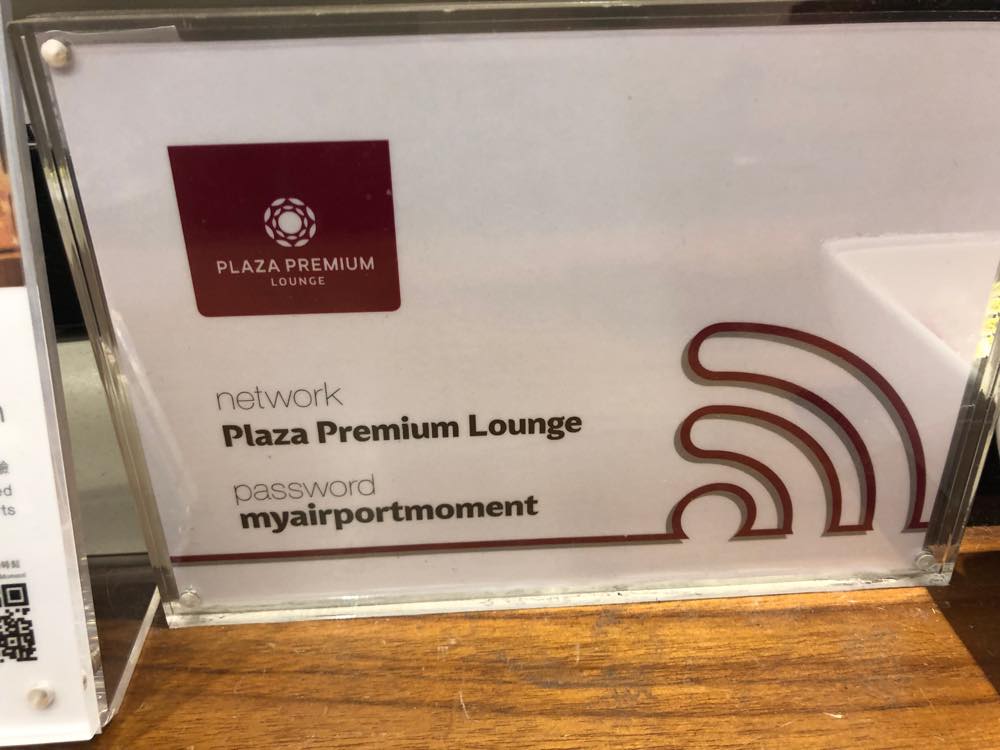 PLAZA PREMIUM
LOUNGE
network
Plaza Premium Lounge
password
myairportmoment